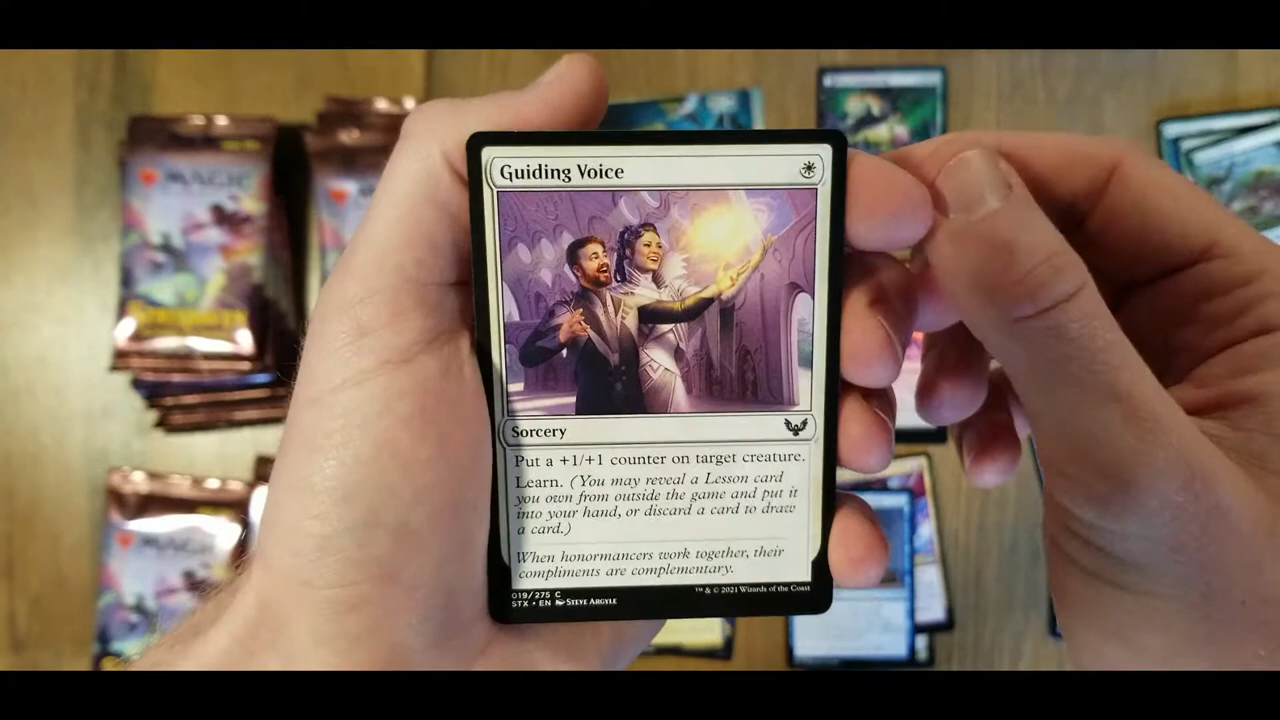 MAGIC
Guiding Voice
Sorcery
Put a +1/+1 counter on target creature.
Learn. (You may reveal a Lesson card
you own from outside the game and put it
into your hand, or discard a card to draw
a card.)
When honormancers work together, their
compliments are complementary.
019/275 C
STX • EN STEVE ARGYLE
™ & © 2021 Wizards of the Coast